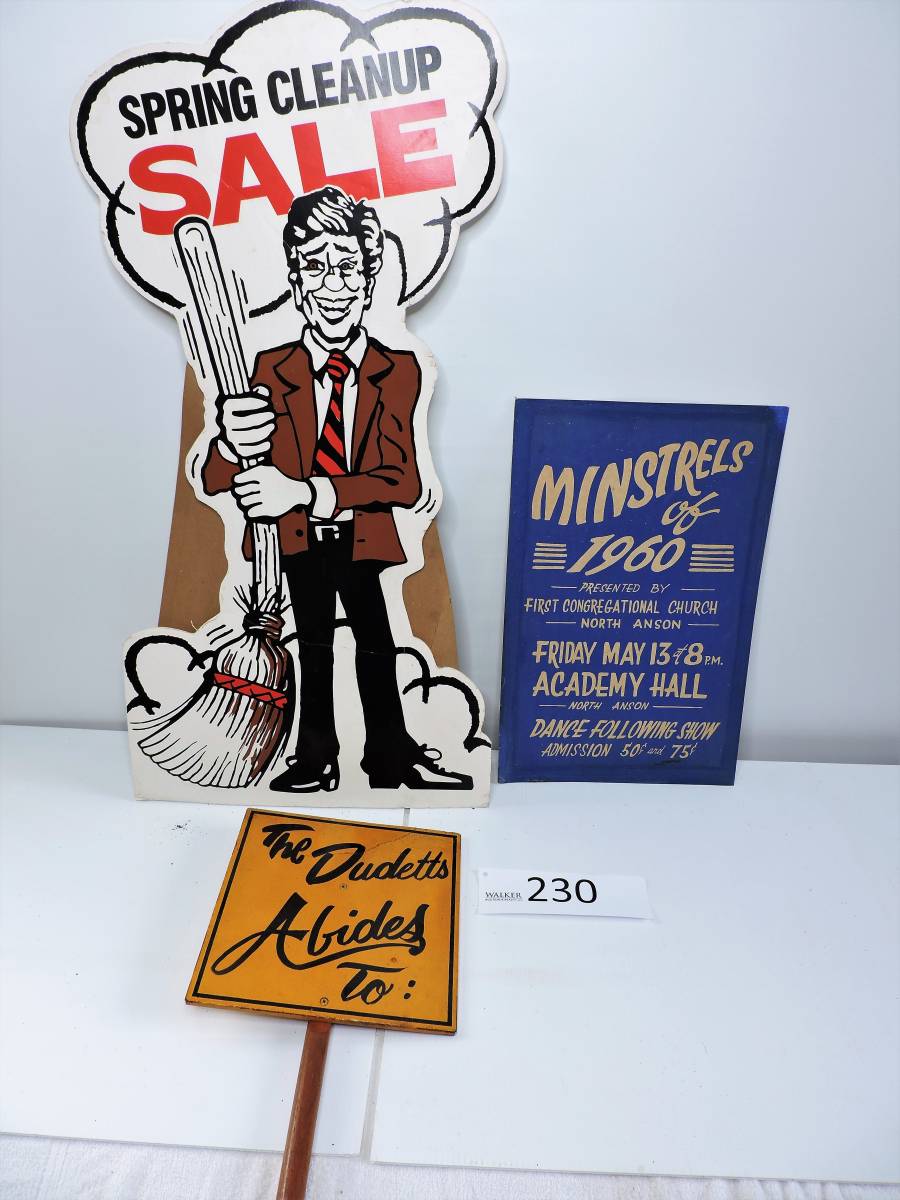 SPRING CLEANUP
SALE
MINSTRELS
of
1960
PRESENTED BY
FIRST CONGREGATIONAL CHURCH
NORTH ANSON
FRIDAY MAY 13 at 8 P.M.
ACADEMY HALL
NORTH ANSON
DANCE FOLLOWING SHOW
ADMISSION 50¢ and 75¢
The Dudetts
Abides
To:
WALKER
230